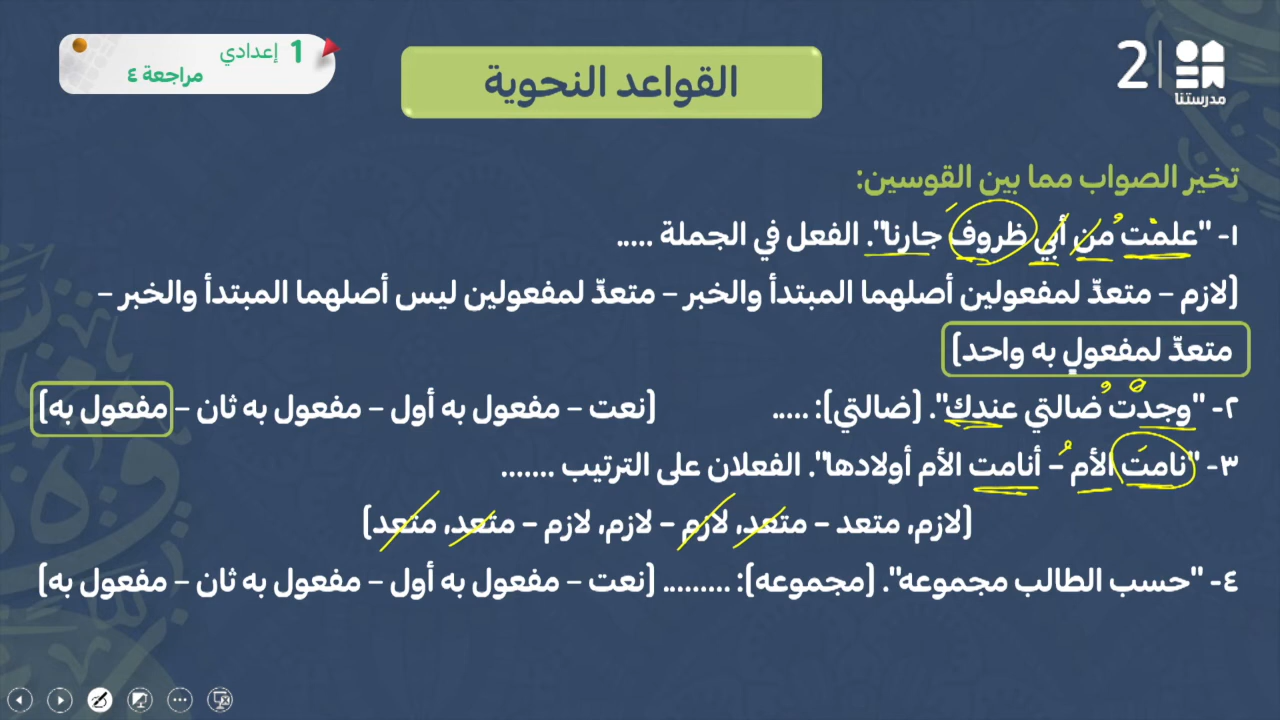 1 إعدادي
مراجعة ٤
القواعد النحوية
2
مدرستنا
تخير الصواب مما بين القوسين:
١- "علمت من أبي ظروف جارنا". الفعل في الجملة .....
(لازم – متعدٍّ لمفعولين أصلهما المبتدأ والخبر – متعدٍّ لمفعولين ليس أصلهما المبتدأ والخبر –
متعدٍّ لمفعولٍ به واحد)
٢- "وجدت ضالتي عندك". (ضالتي): ..... (نعت – مفعول به أول – مفعول به ثان – مفعول به)
٣- "نامت الأم – أنامت الأم أولادها". الفعلان على الترتيب .......
(لازم، متعد – متعد، لازم – لازم، لازم – متعد، متعد)
٤- "حسب الطالب مجموعه". (مجموعه): ......... (نعت – مفعول به أول – مفعول به ثان – مفعول به)